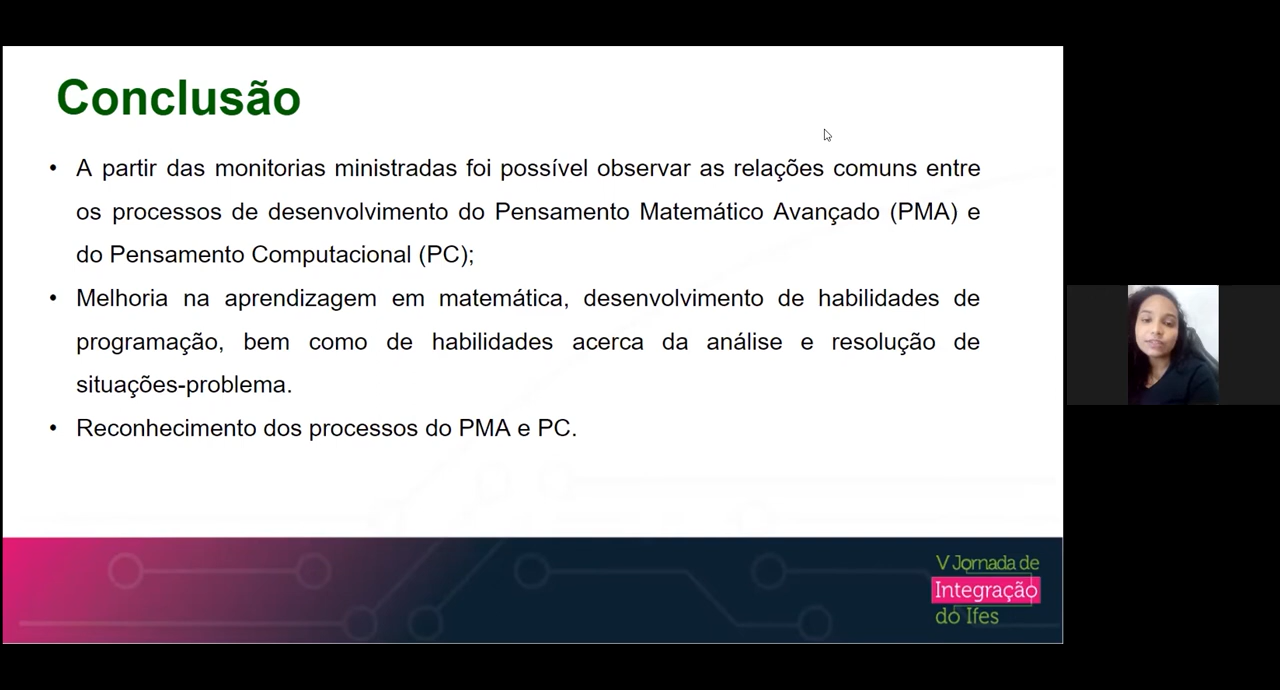 Conclusão
• A partir das monitorias ministradas foi possível observar as relações comuns entre
os processos de desenvolvimento do Pensamento Matemático Avançado (PMA) e
do Pensamento Computacional (PC);
• Melhoria na aprendizagem em matemática, desenvolvimento de habilidades de
programação, bem como de habilidades acerca da análise e resolução de
situações-problema.
• Reconhecimento dos processos do PMA e PC.
V Jornada de
Integração
do Ifes